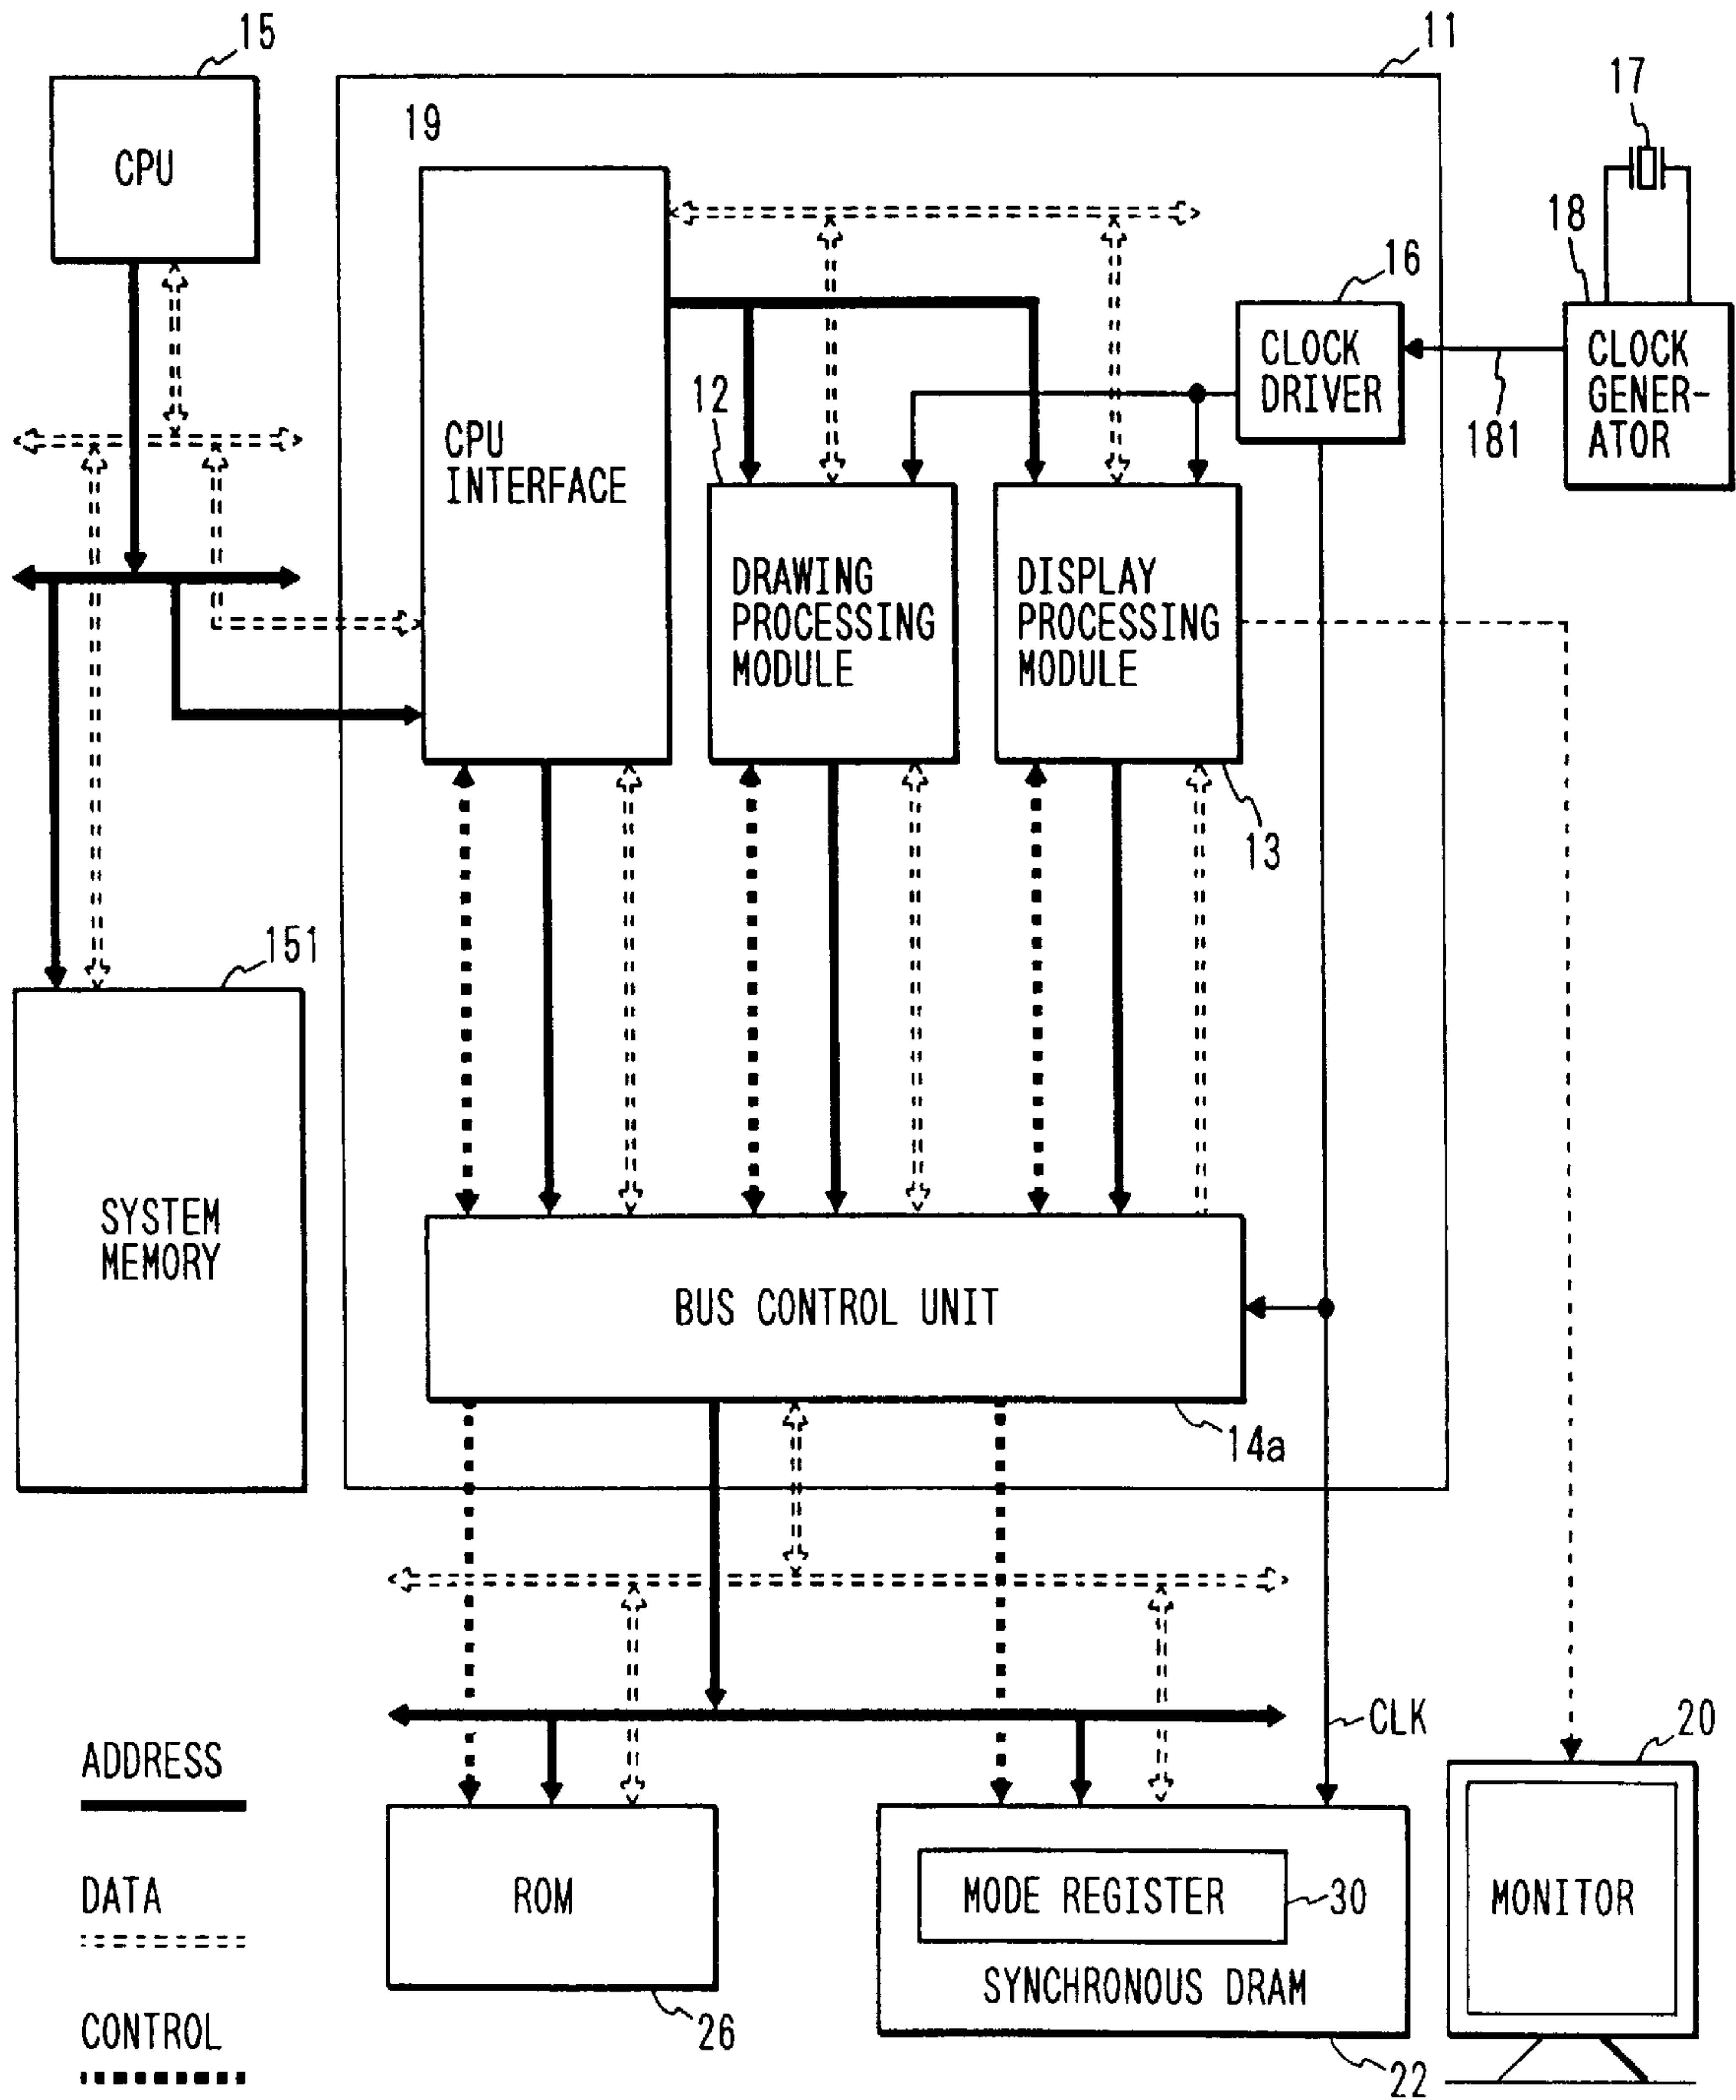 15
11
17
CPU
19
18
16
CLOCK
DRIVER
CLOCK
GENER-
ATOR
181
12
CPU
INTERFACE
DRAWING
PROCESSING
MODULE
DISPLAY
PROCESSING
MODULE
13
151
SYSTEM
MEMORY
BUS CONTROL UNIT
14a
CLK
20
ADDRESS
DATA
CONTROL
ROM
26
MODE REGISTER
30
SYNCHRONOUS DRAM
22
MONITOR